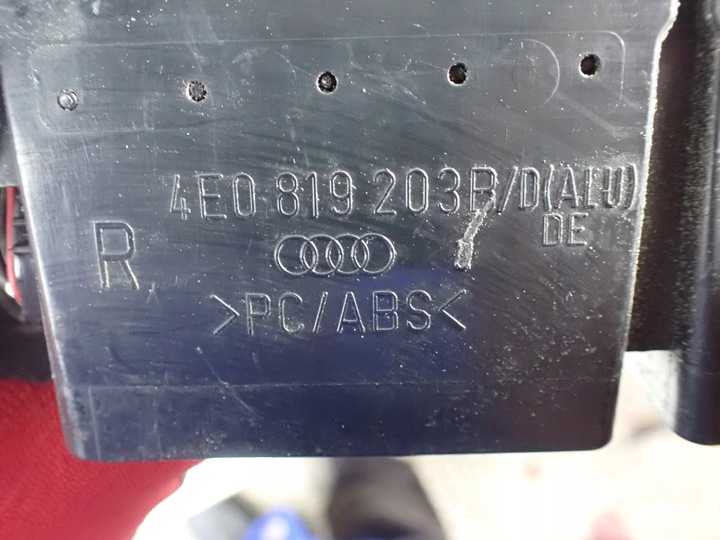 4E0 819 203B/D(ALU)
DE
R
>PC/ABS<